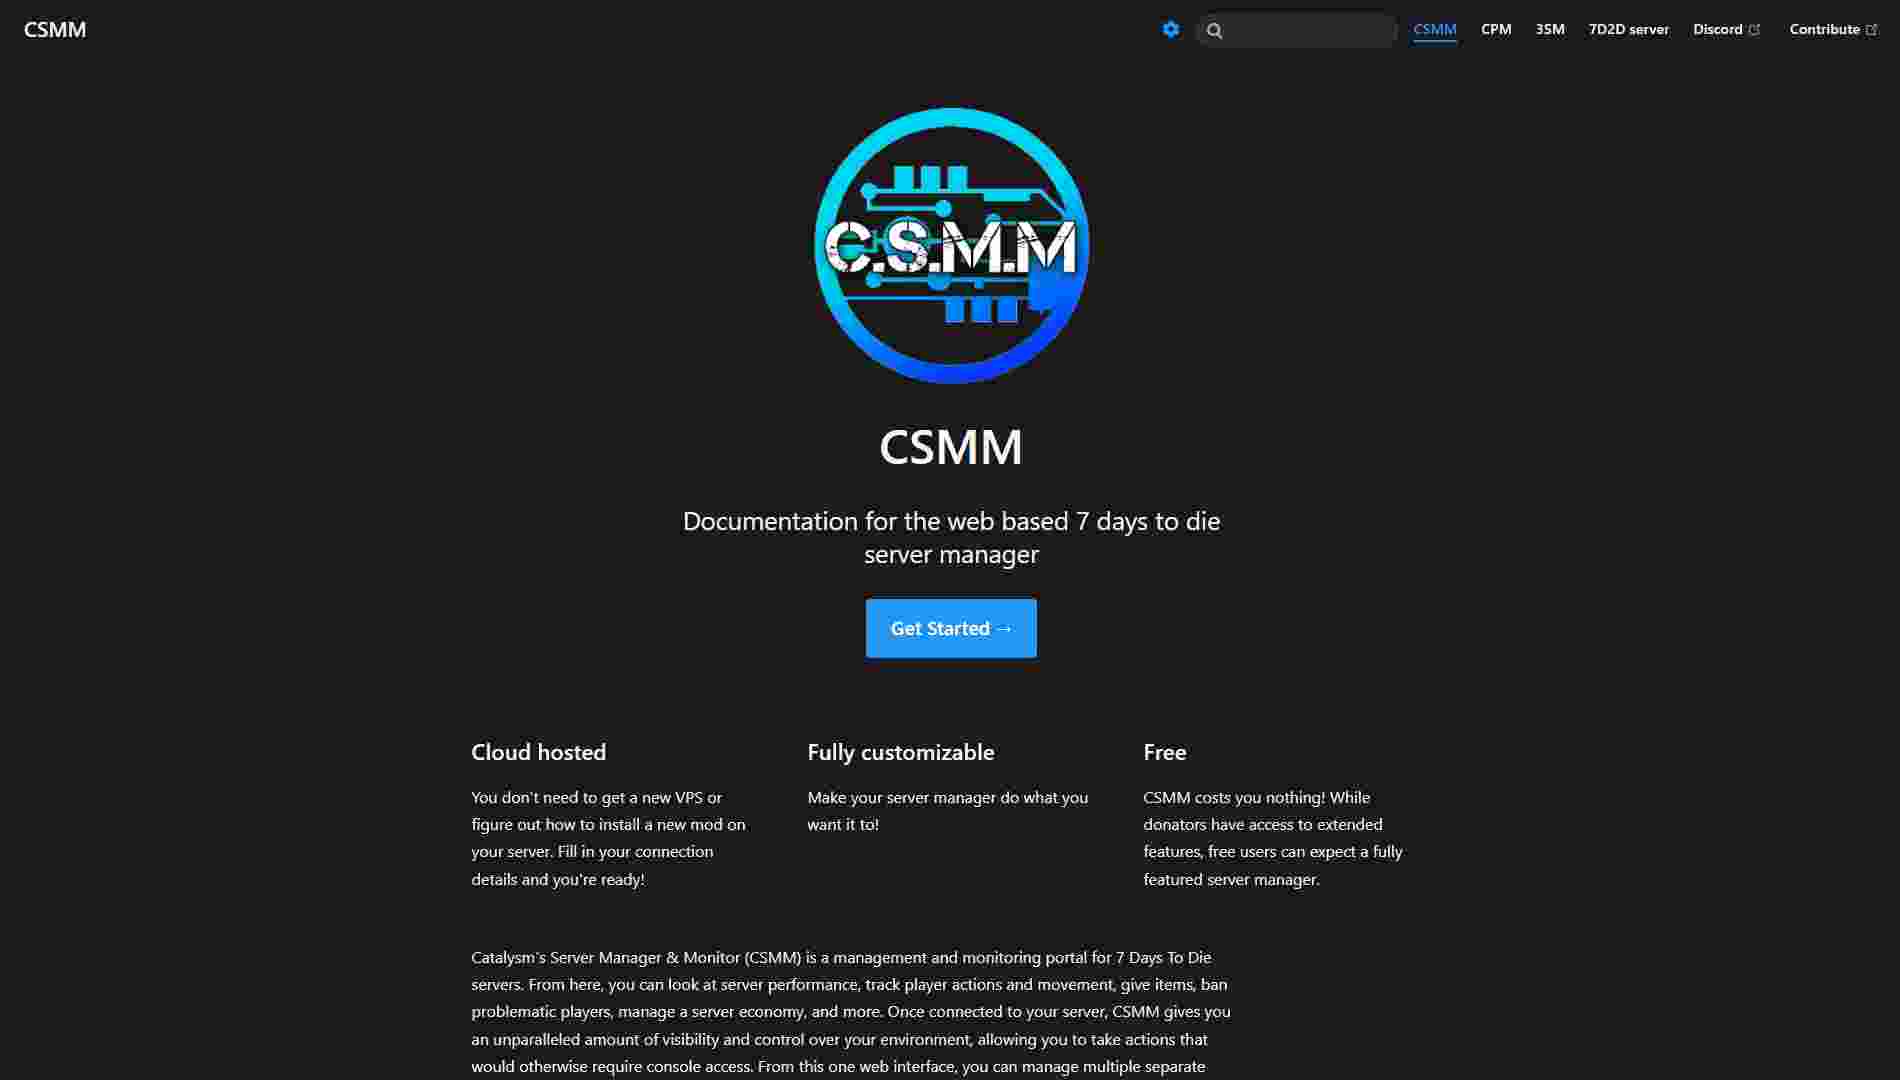 CSMM
CSMM CPM 3SM 7D2D server Discord Contribute
C.S.M.M
CSMM
Documentation for the web based 7 days to die
server manager
Get Started →
Cloud hosted
You don't need to get a new VPS or
figure out how to install a new mod on
your server. Fill in your connection
details and you're ready!
Fully customizable
Make your server manager do what you
want it to!
Free
CSMM costs you nothing! While
donators have access to extended
features, free users can expect a fully
featured server manager.
Catalysm's Server Manager & Monitor (CSMM) is a management and monitoring portal for 7 Days To Die
servers. From here, you can look at server performance, track player actions and movement, give items, ban
problematic players, manage a server economy, and more. Once connected to your server, CSMM gives you
an unparalleled amount of visibility and control over your environment, allowing you to take actions that
would otherwise require console access. From this one web interface, you can manage multiple separate